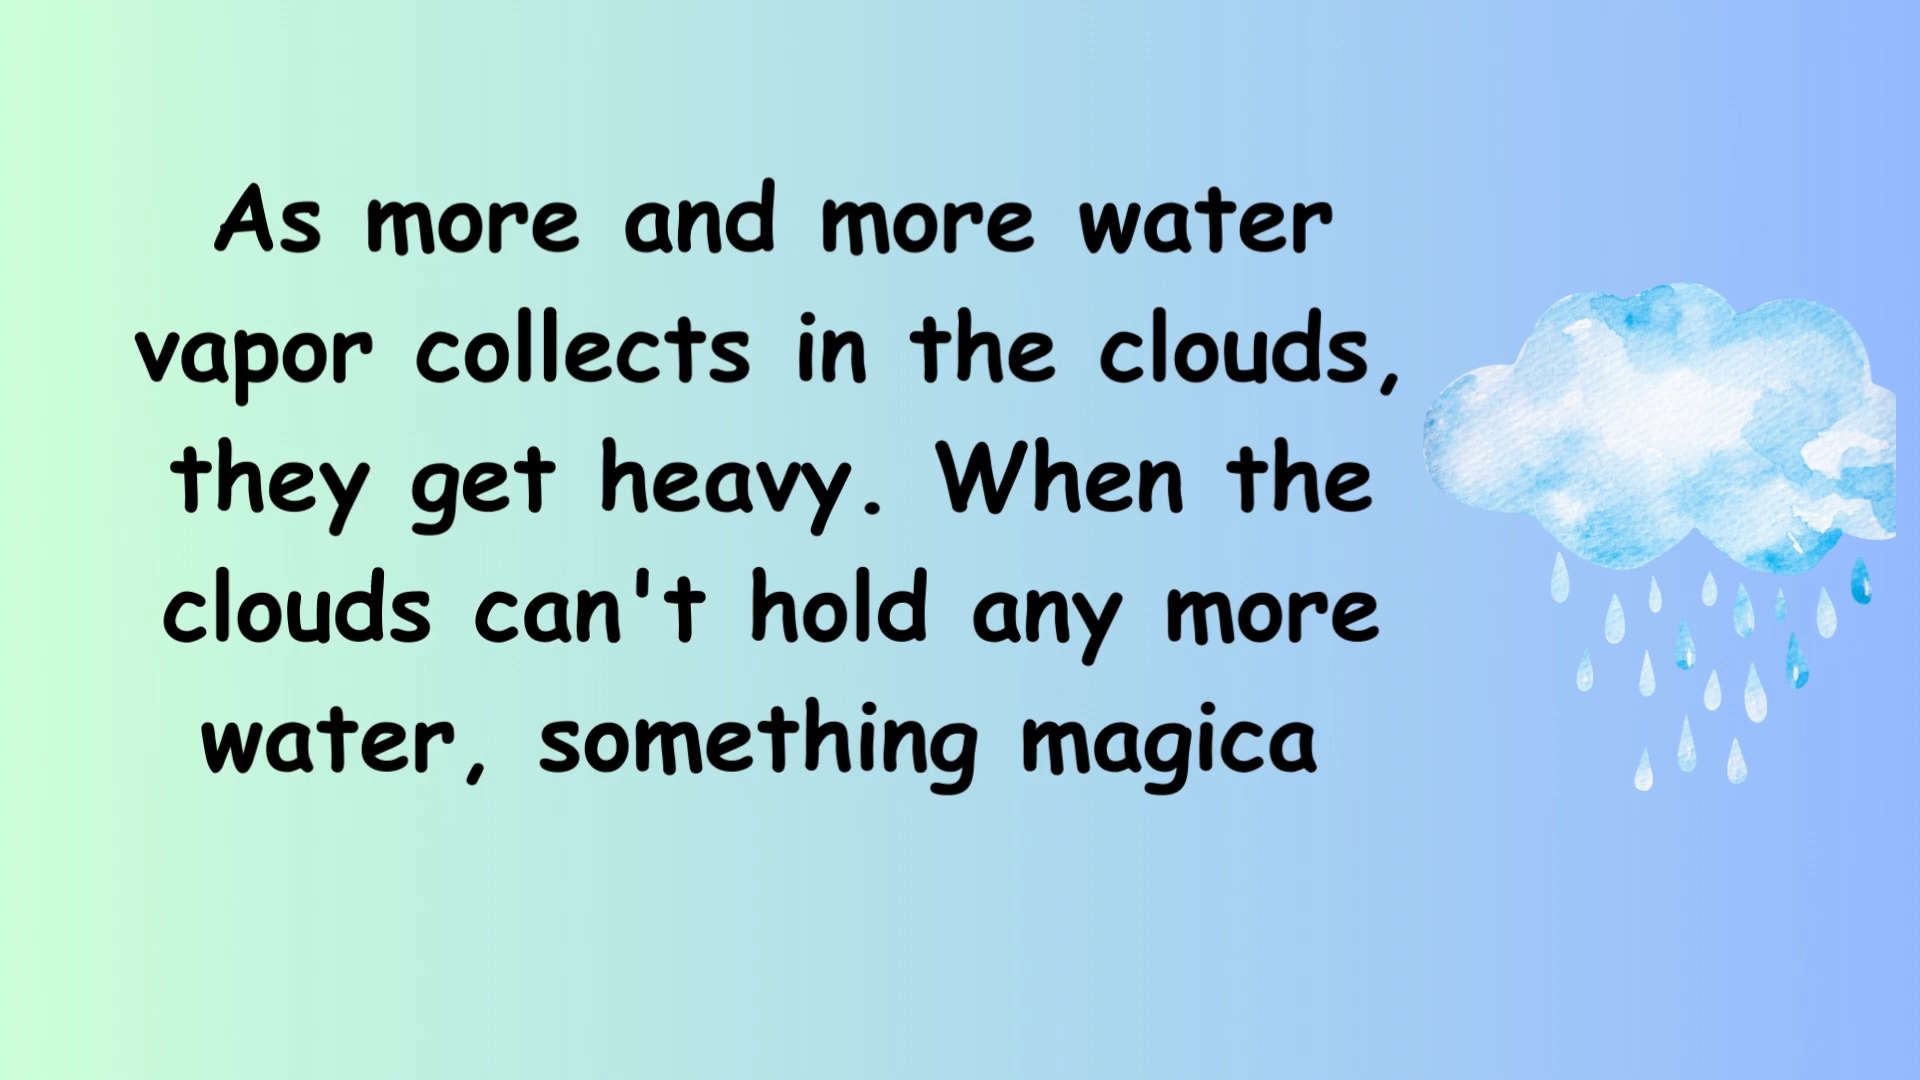 As more and more water
vapor collects in the clouds,
they get heavy. When the
clouds can't hold any more
water, something magica